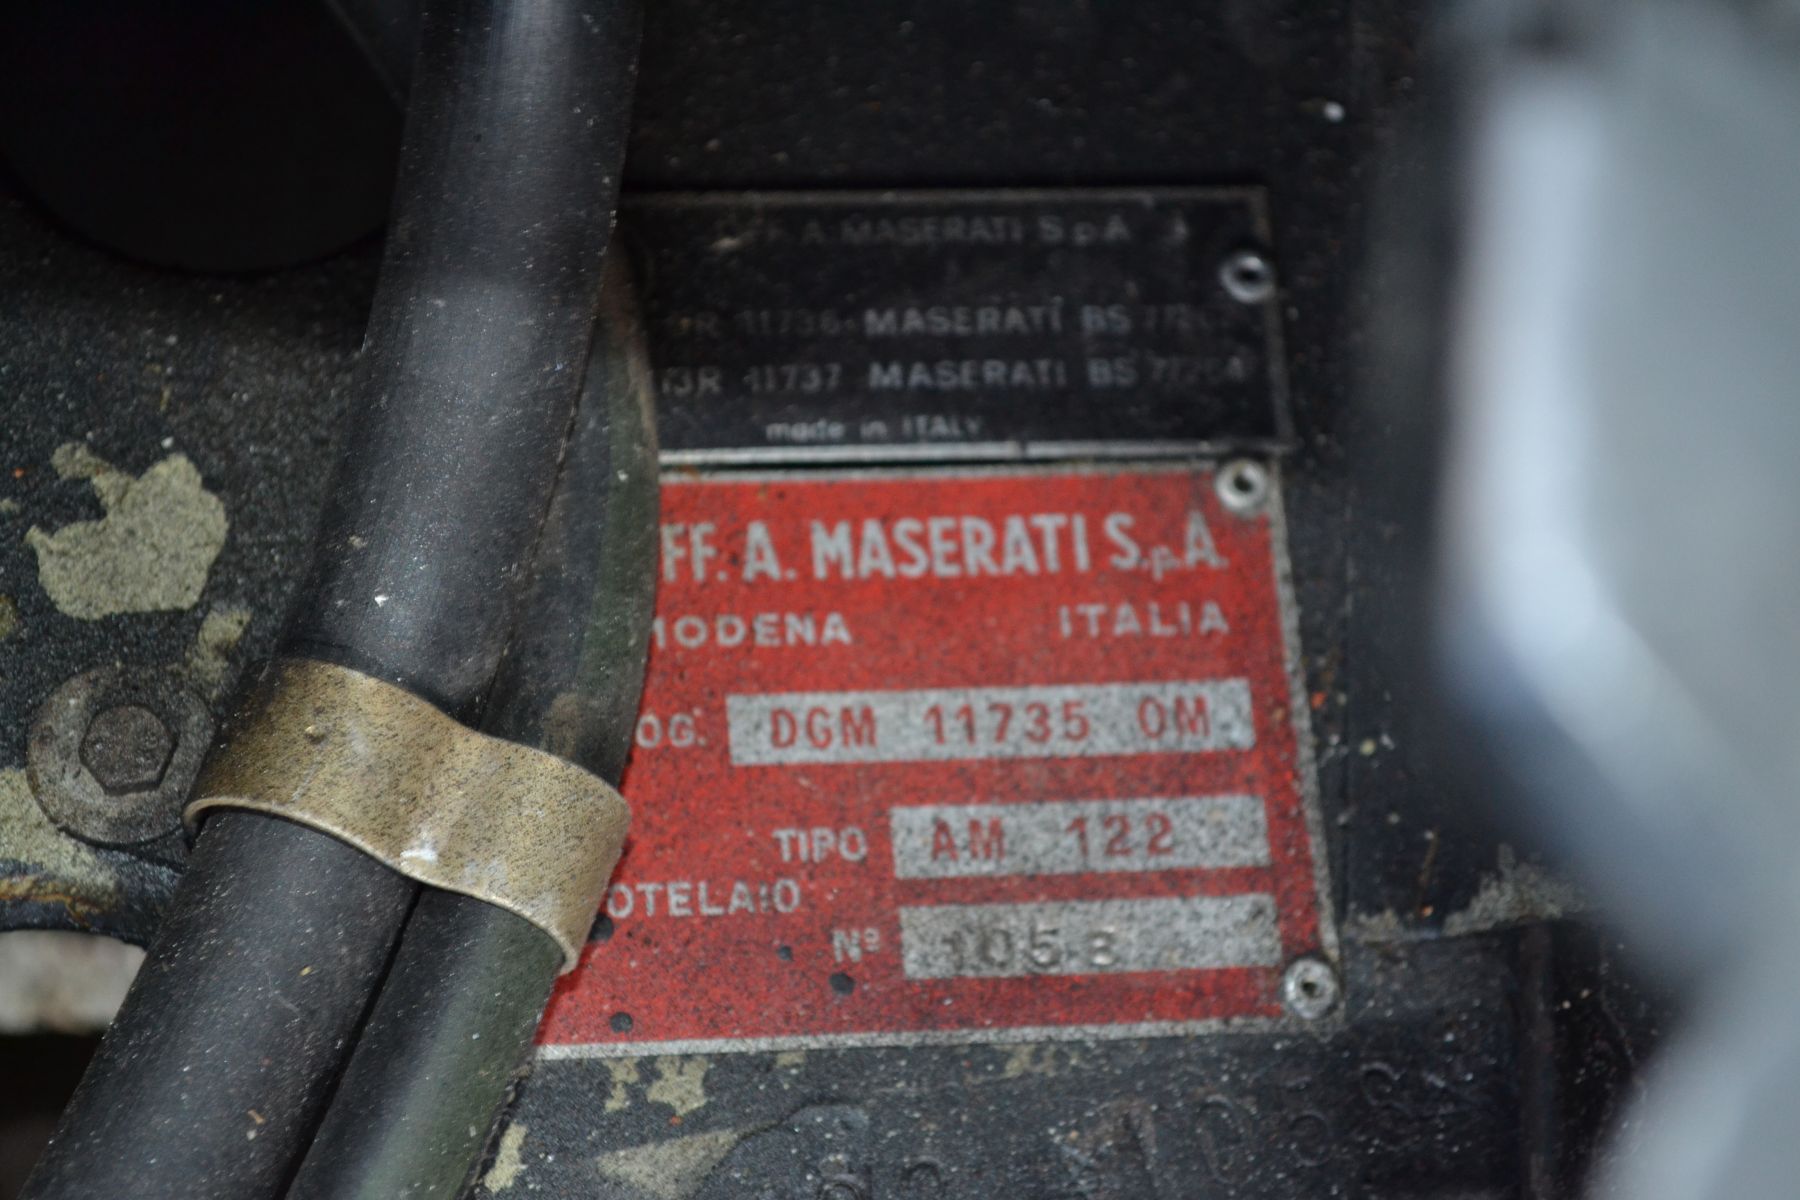 FF. A. MASERATI S.p.A
11736 MASERATI BS
11737 MASERATI BS
made in ITALY
FF. A. MASERATI S.p.A.
MODENA ITALIA
OG. DGM 11735 OM
TIPO AM 122
OTELAIO
Nº 1058